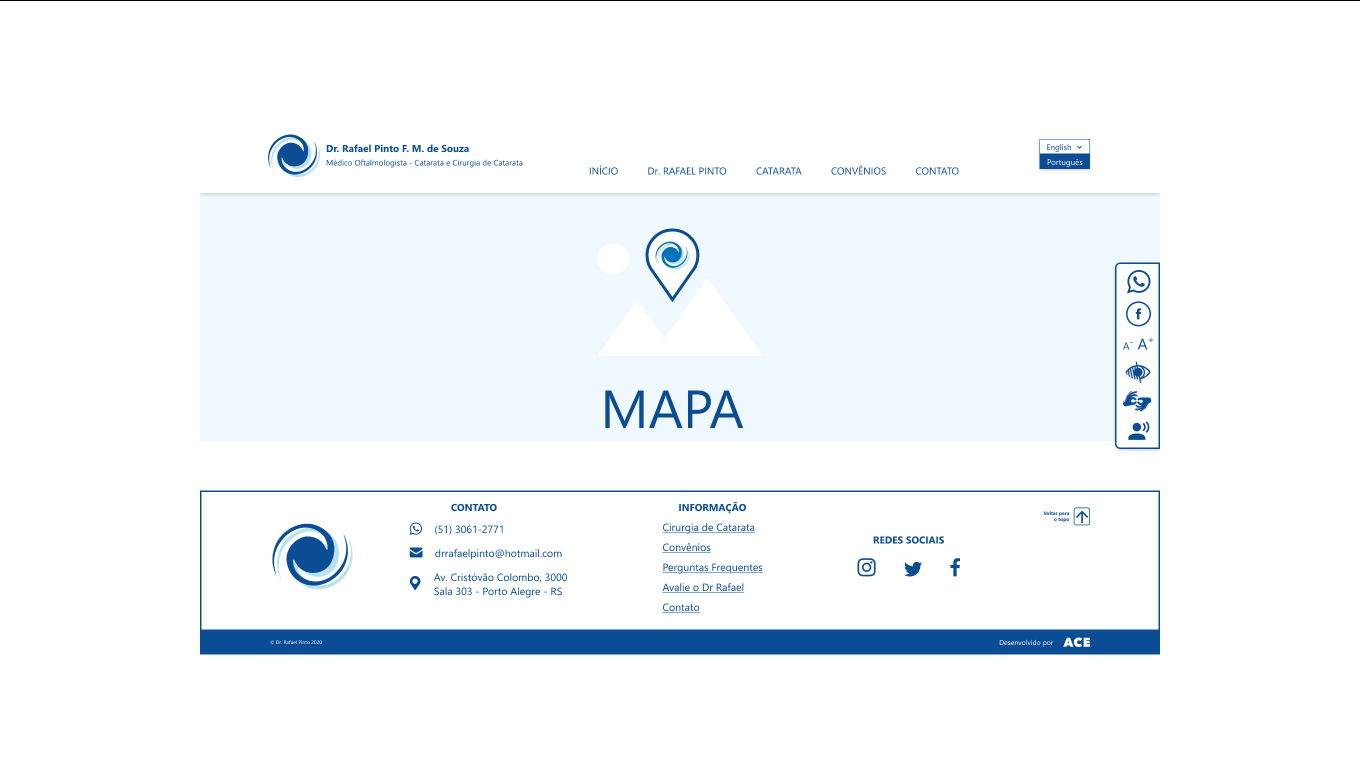 Dr. Rafael Pinto F. M. de Souza
Médico Oftalmologista - Catarata e Cirurgia de Catarata
INÍCIO
Dr. RAFAEL PINTO
CATARATA
CONVÊNIOS
CONTATO
English
Português
A- A+
MAPA
CONTATO
(51) 3061-2771
drrafaelpinto@hotmail.com
Av. Cristóvão Colombo, 3000
Sala 303 - Porto Alegre - RS
INFORMAÇÃO
Cirurgia de Catarata
Convênios
Perguntas Frequentes
Avalie o Dr Rafael
Contato
REDES SOCIAIS
Voltar para
o topo
© Dr. Rafael Pinto 2020
Desenvolvido por ACE